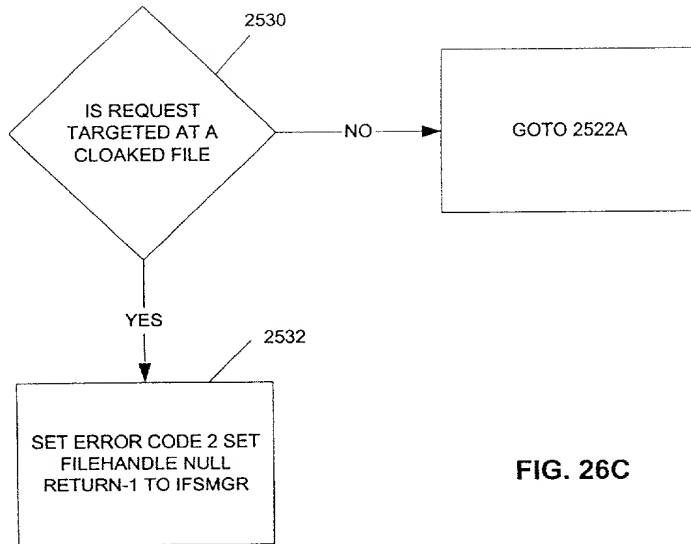 2530
IS REQUEST
TARGETED AT A
CLOAKED FILE
NO
GOTO 2522A
YES
2532
SET ERROR CODE 2 SET
FILEHANDLE NULL
RETURN-1 TO IFSMGR
FIG. 26C